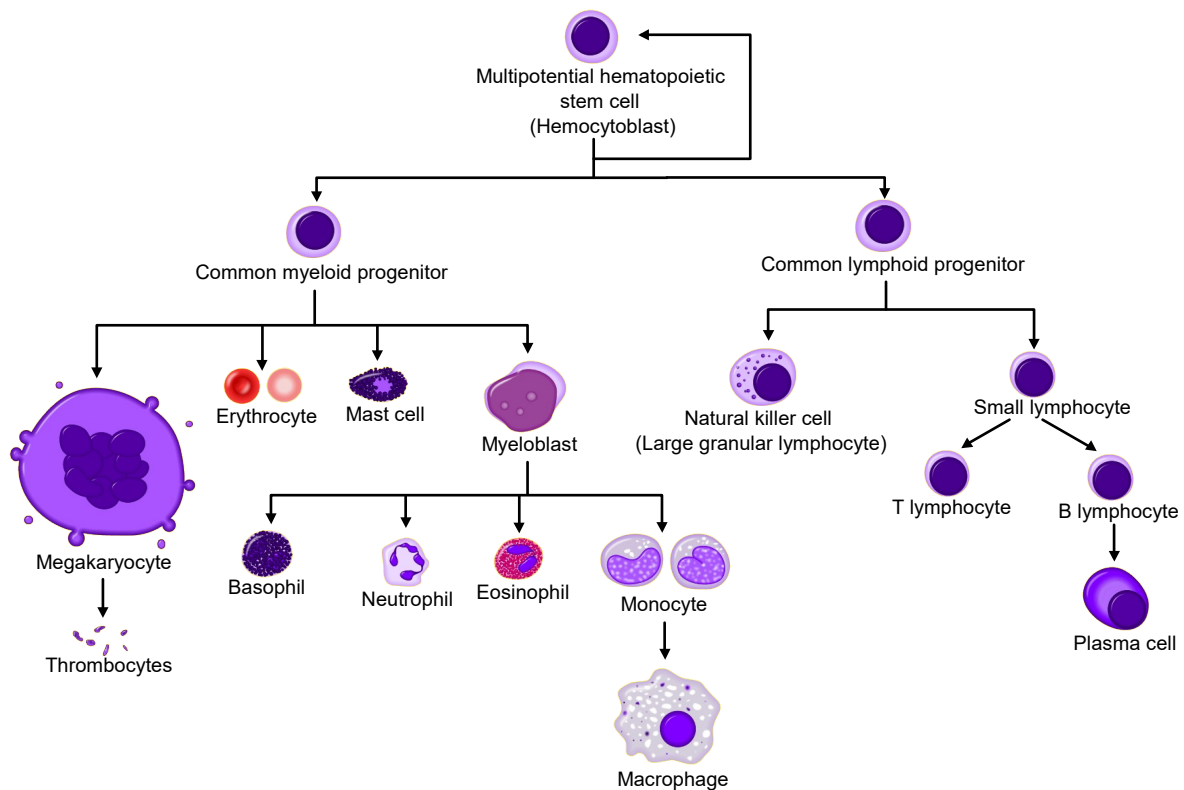 Multipotential hematopoietic
stem cell
(Hemocytoblast)
Common myeloid progenitor
Common lymphoid progenitor
Erythrocyte
Mast cell
Myeloblast
Natural killer cell
(Large granular lymphocyte)
Small lymphocyte
T lymphocyte
B lymphocyte
Megakaryocyte
Basophil
Neutrophil
Eosinophil
Monocyte
Plasma cell
Thrombocytes
Macrophage